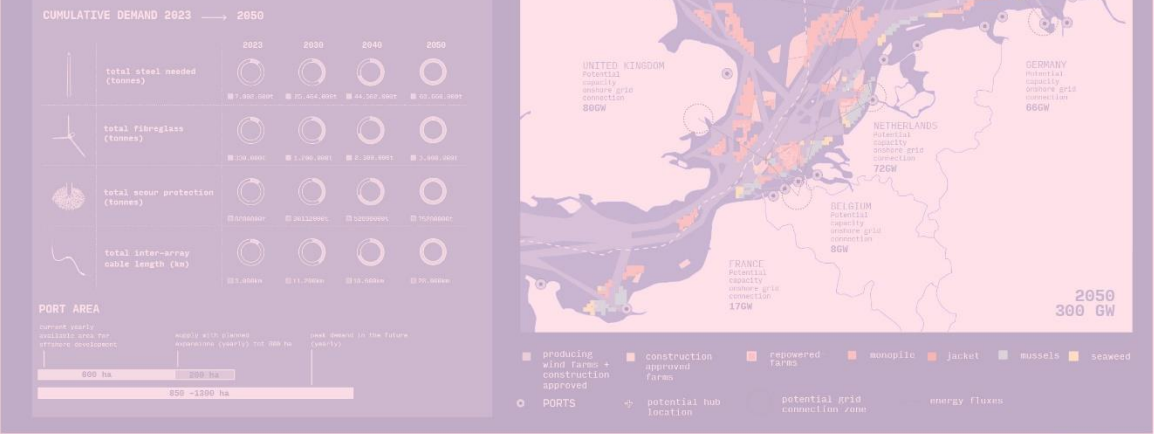 CUMULATIVE DEMAND 2023 → 2050
2023 2030 2040 2050
total steel needed
(tonnes)
total fibreglass
(tonnes)
total scour protection
(tonnes)
total inter-array
cable length (km)
PORT AREA
current yearly
available area for
offshore development
supply with planned
expansions (yearly)
peak demand in the future
(yearly)
800 ha
200 ha
850 -1300 ha
UNITED KINGDOM
Potential
capacity
onshore grid
connection
80GW
GERMANY
Potential
capacity
onshore grid
connection
66GW
NETHERLANDS
Potential
capacity
onshore grid
connection
72GW
BELGIUM
Potential
capacity
onshore grid
connection
8GW
FRANCE
Potential
capacity
onshore grid
connection
17GW
2050
300 GW
producing
wind farms +
construction
approved
construction
approved
farms
repowered
farms
monopile
jacket
mussels
seaweed
PORTS
potential hub
location
potential grid
connection zone
energy fluxes